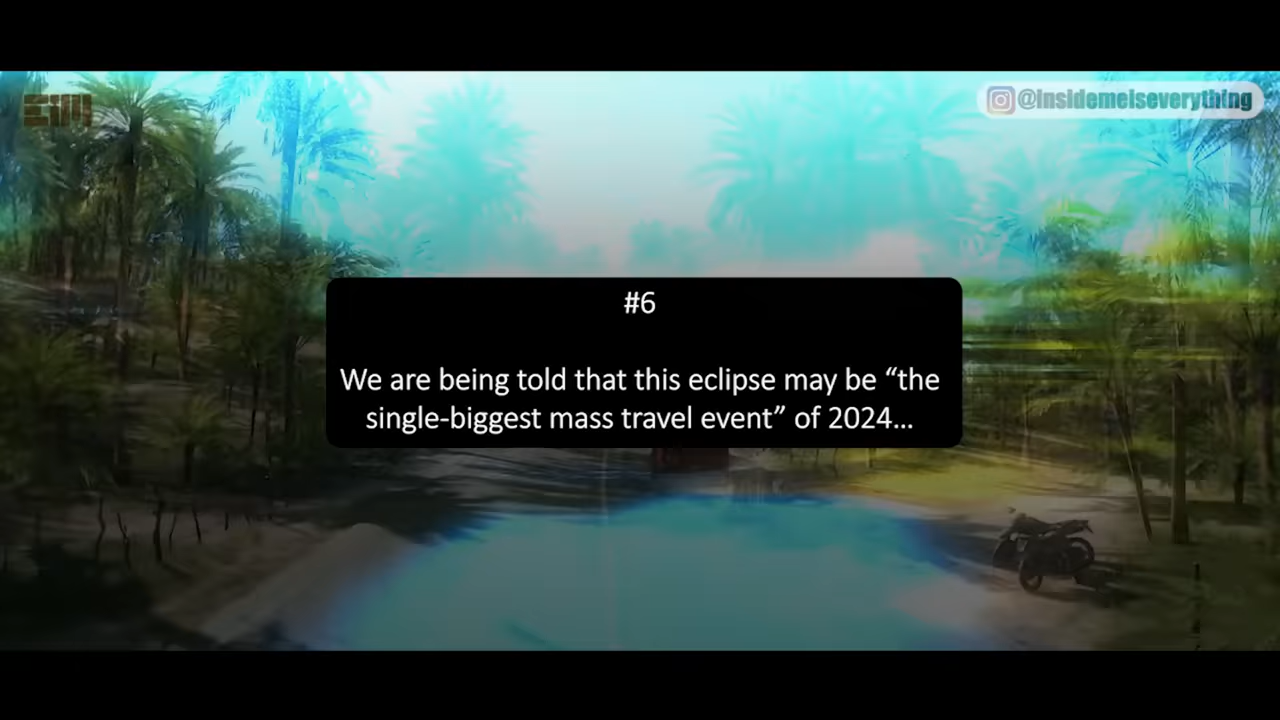 @insidemeiseverything
#6
We are being told that this eclipse may be “the
single-biggest mass travel event” of 2024...